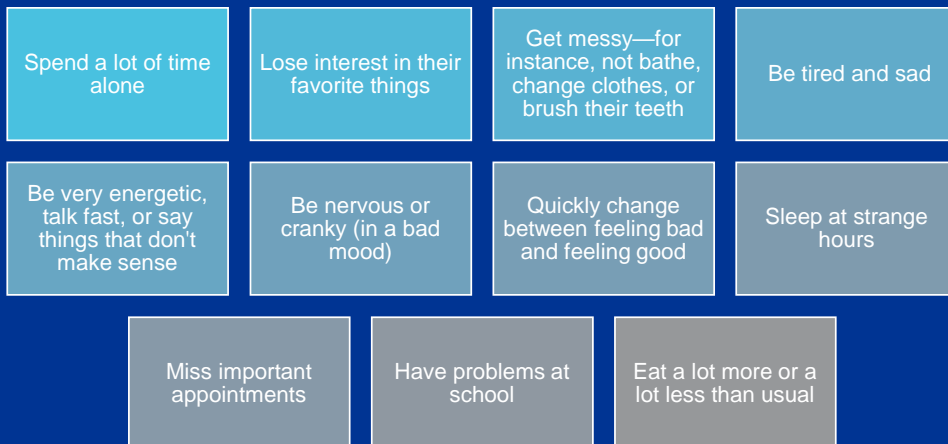 Spend a lot of time
alone
Lose interest in their
favorite things
Get messy—for
instance, not bathe,
change clothes, or
brush their teeth
Be tired and sad
Be very energetic,
talk fast, or say
things that don't
make sense
Be nervous or
cranky (in a bad
mood)
Quickly change
between feeling bad
and feeling good
Sleep at strange
hours
Miss important
appointments
Have problems at
school
Eat a lot more or a
lot less than usual